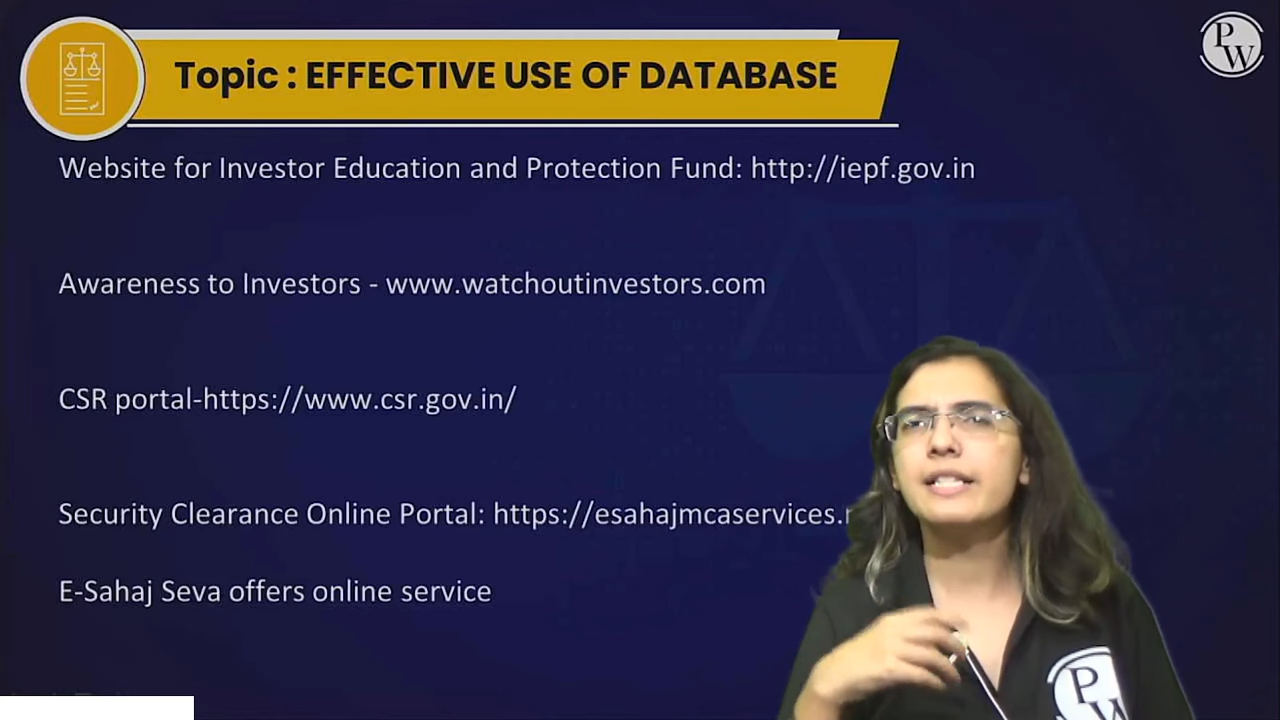 Topic : EFFECTIVE USE OF DATABASE
PW
Website for Investor Education and Protection Fund: http://iepf.gov.in
Awareness to Investors - www.watchoutinvestors.com
CSR portal-https://www.csr.gov.in/
Security Clearance Online Portal: https://esahajmcaservices.
E-Sahaj Seva offers online service
PW